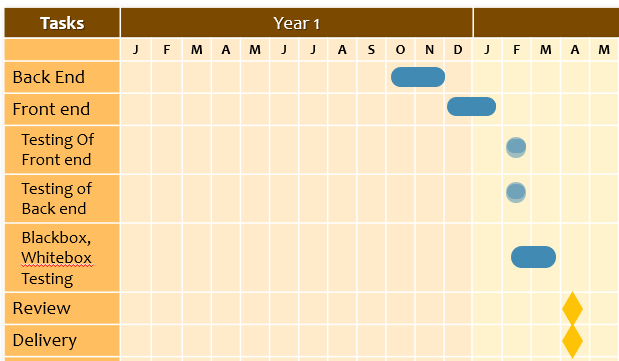 Tasks Year 1
J F M A M J J A S O N D J F M A M
Back End
Front end
Testing Of
Front end
Testing of
Back end
Blackbox,
Whitebox
Testing
Review
Delivery